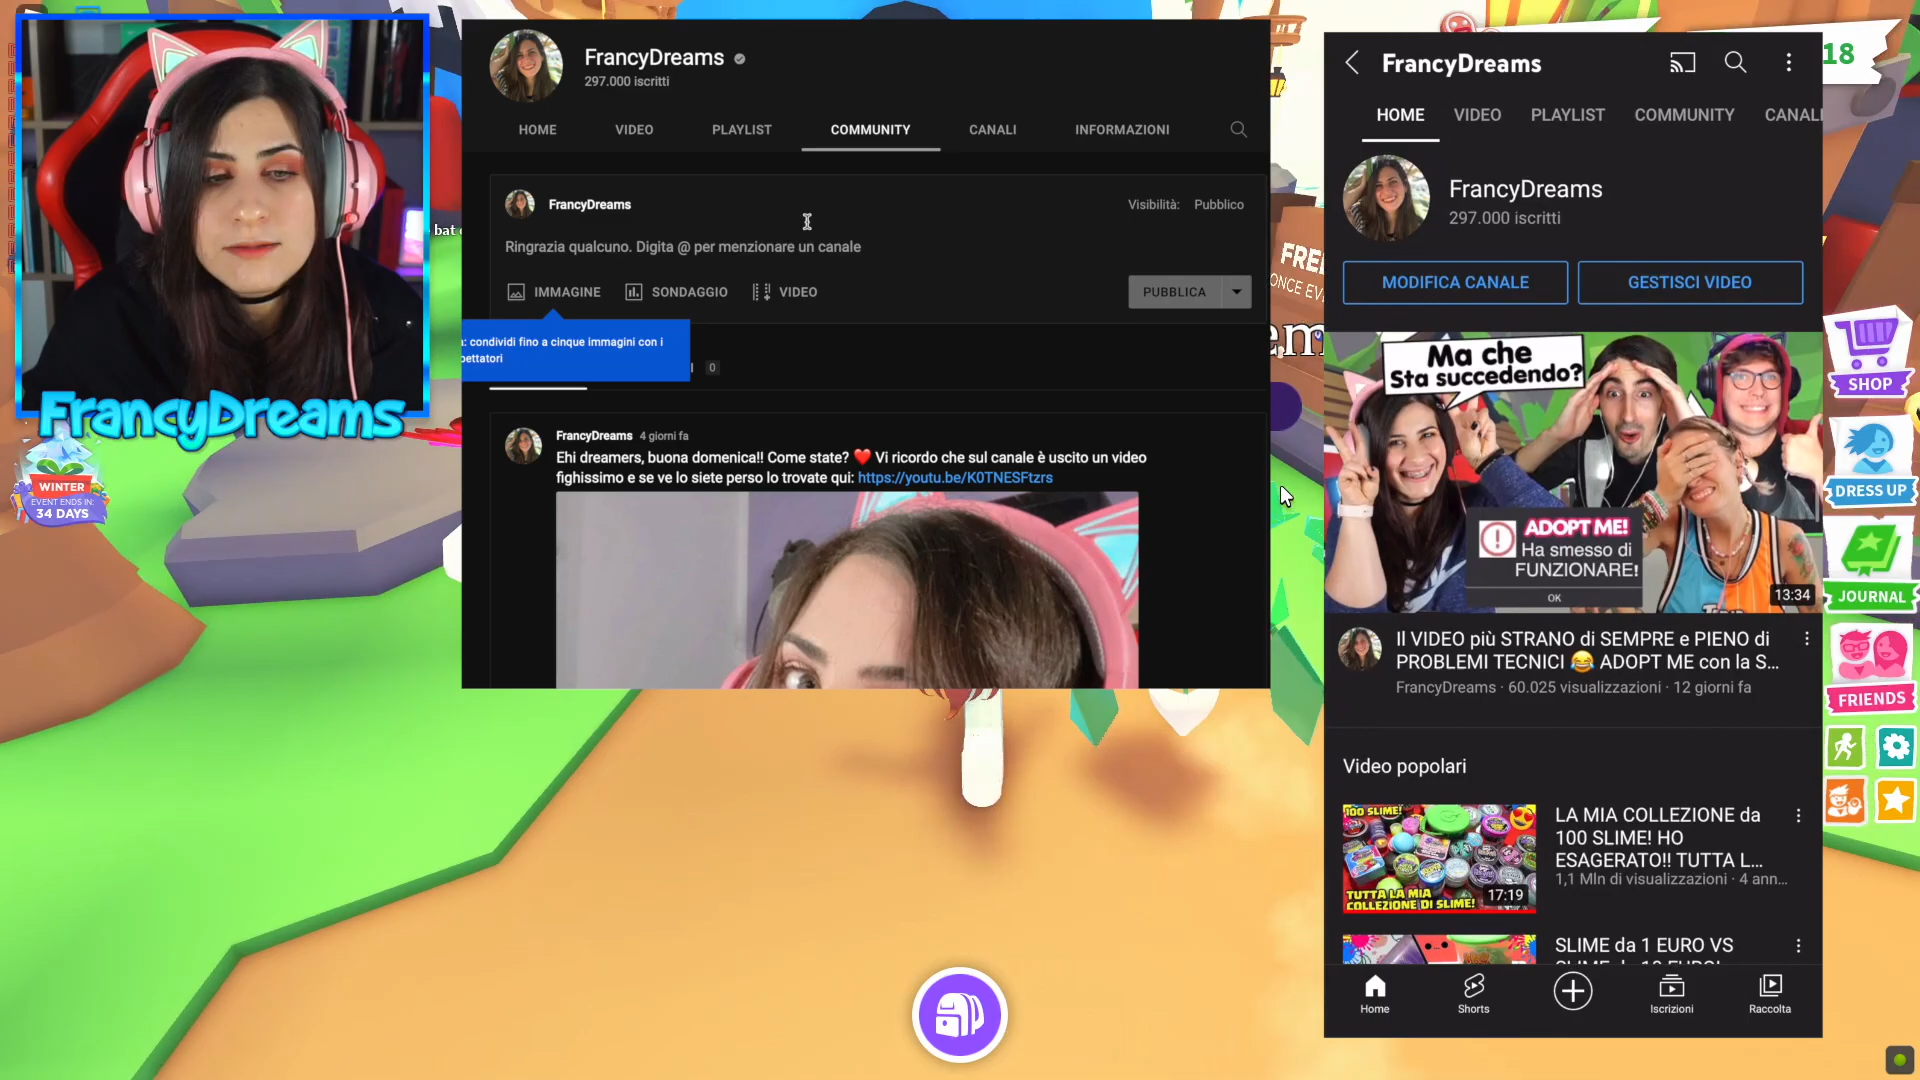 FrancyDreams
WINTER
EVENT ENDS IN:
34 DAYS
bat
FrancyDreams
297.000 iscritti
HOME
VIDEO
PLAYLIST
COMMUNITY
CANALI
INFORMAZIONI
FrancyDreams
Visibilità: Pubblico
Ringrazia qualcuno. Digita @ per menzionare un canale
IMMAGINE
SONDAGGIO
VIDEO
PUBBLICA
: condividi fino a cinque immagini con i
pettatori
0
FrancyDreams 4 giorni fa
Ehi dreamers, buona domenica!! Come state? ❤️ Vi ricordo che sul canale è uscito un video
fighissimo e se ve lo siete perso lo trovate qui: https://youtu.be/K0TNESFtzrs
FrancyDreams
HOME
VIDEO
PLAYLIST
COMMUNITY
CANALI
FrancyDreams
297.000 iscritti
MODIFICA CANALE
GESTISCI VIDEO
Ma che
Sta succedendo?
ADOPT ME!
Ha smesso di
FUNZIONARE!
OK
13:34
Il VIDEO più STRANO di SEMPRE e PIENO di
PROBLEMI TECNICI 😂 ADOPT ME con la S...
FrancyDreams · 60.025 visualizzazioni · 12 giorni fa
Video popolari
100 SLIME!
TUTTA LA MIA
COLLEZIONE DI SLIME!
17:19
LA MIA COLLEZIONE da
100 SLIME! HO
ESAGERATO!! TUTTA L...
1,1 Mln di visualizzazioni · 4 ann...
SLIME da 1 EURO VS
Home
Shorts
Iscrizioni
Raccolta
18
SHOP
DRESS UP
JOURNAL
FRIENDS